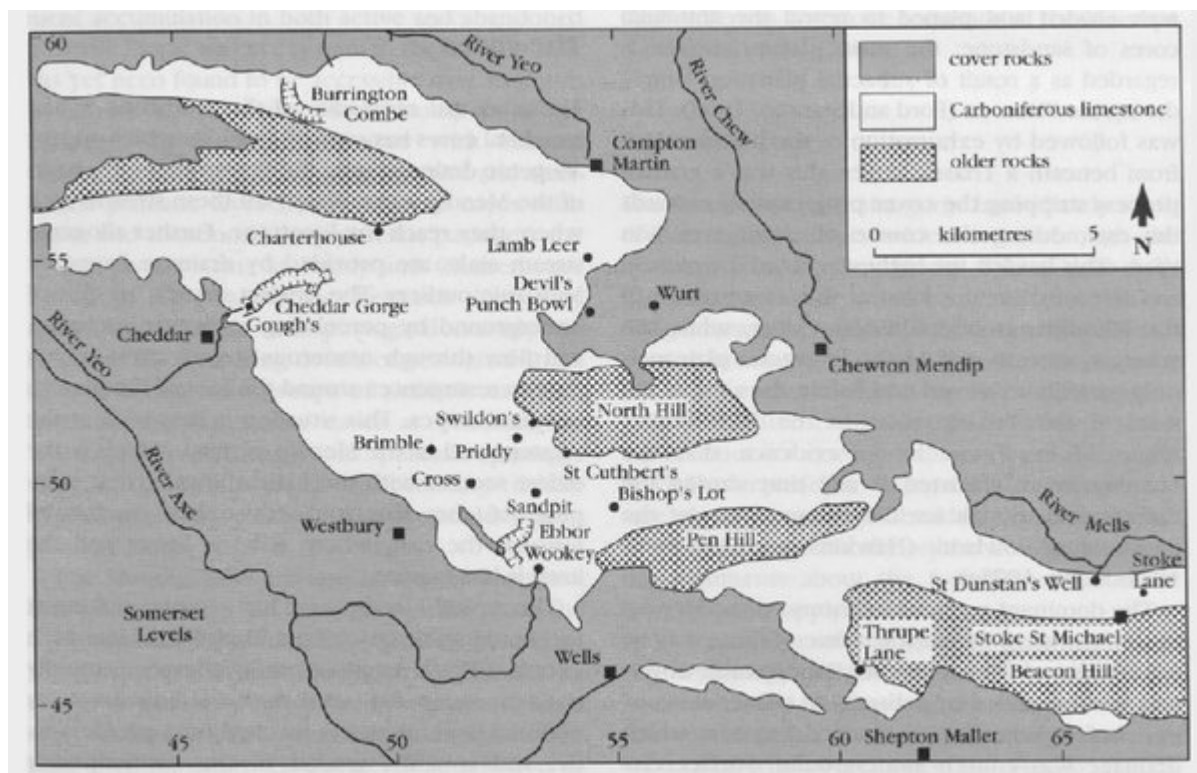 60
River Yeo
River Chew
cover rocks
Carboniferous limestone
older rocks
Burrington
Combe
Compton
Martin
0 kilometres 5
N
Charterhouse
Lamb Leer
55
Devil's
Punch Bowl
Wurt
Cheddar Gorge
Gough's
Cheddar
River Yeo
Chewton Mendip
North Hill
Swildon's
Brimble
Priddy
St Cuthbert's
Cross
50
Bishop's Lot
Sandpit
River Axe
Westbury
Ebbor
Wookey
Pen Hill
River Mells
Stoke
Lane
St Dunstan's Well
Somerset
Levels
Thrupe
Lane
Stoke St Michael
Wells
Beacon Hill
45
Shepton Mallet
45
50
55
60
65